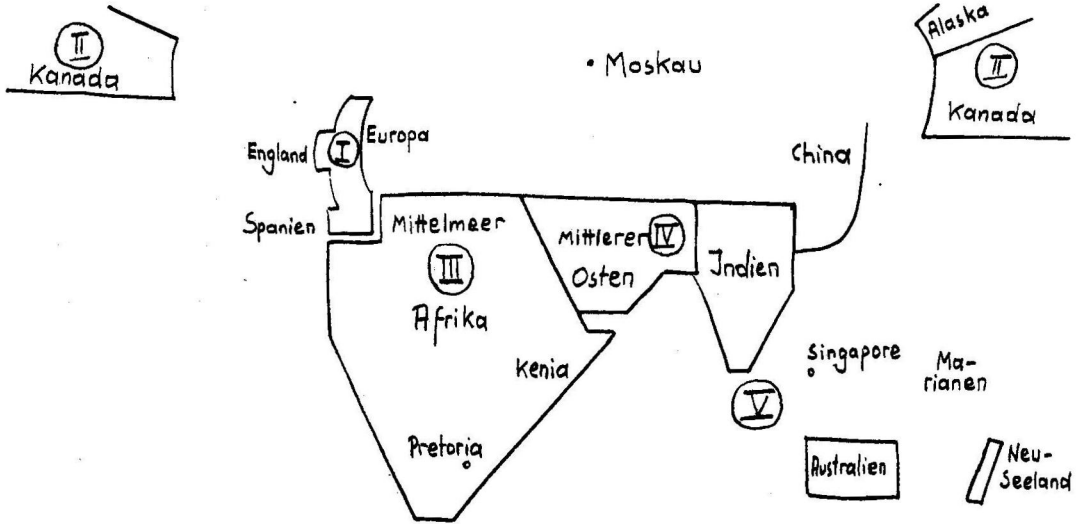 Alaska
II
Kanada
• Moskau
II
Kanada
I
Europa
England
China
Spanien
Mittelmeer
III
Afrika
Mittlerer IV
Osten
Indien
Singapore
Ma-
rianen
Kenia
V
Pretoria
Australien
Neu-
Seeland